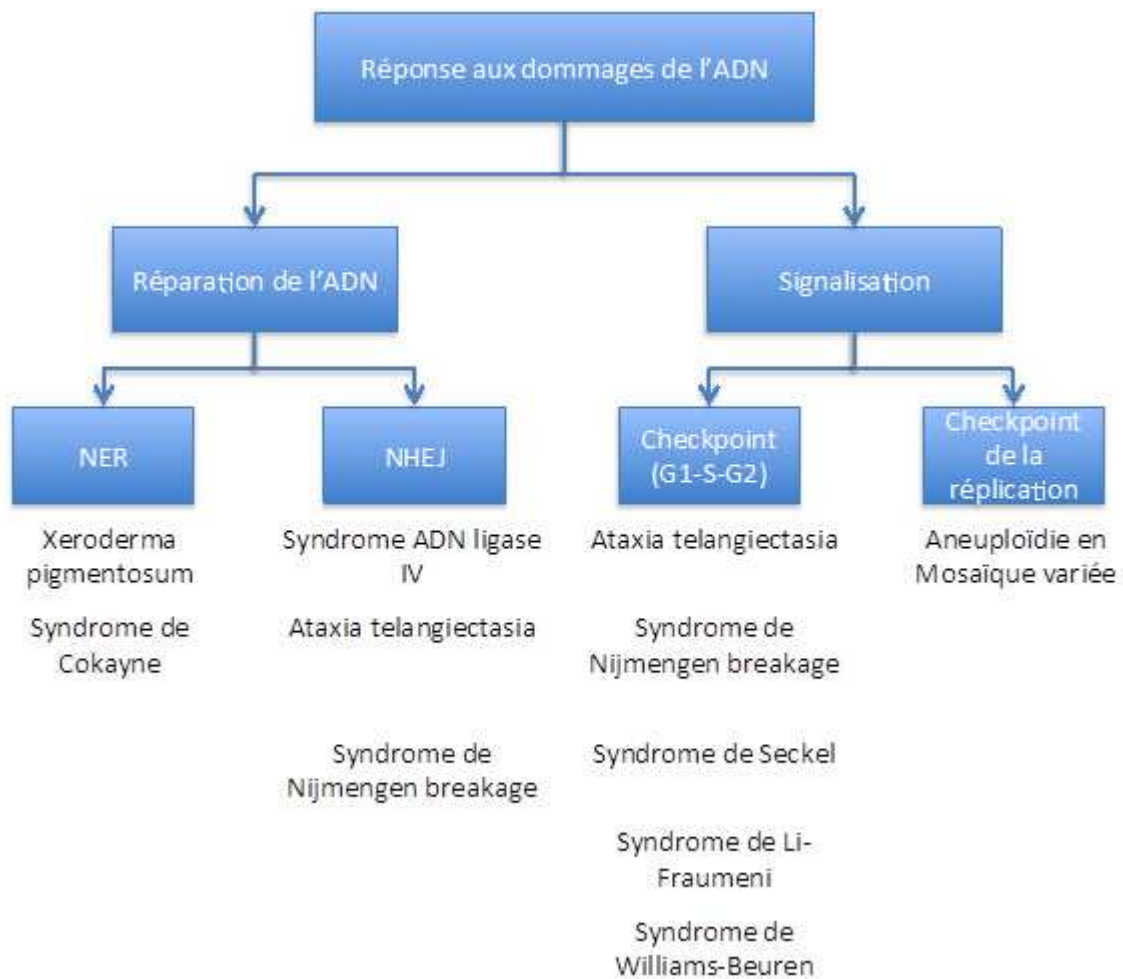 Réponse aux dommages de l'ADN
Réparation de l'ADN
Signalisation
NER
NHEJ
Checkpoint
(G1-S-G2)
Checkpoint
de la
réplication
Xeroderma
pigmentosum
Syndrome de
Cokayne
Syndrome ADN ligase
IV
Ataxia telangiectasia
Syndrome de
Nijmengen breakage
Ataxia telangiectasia
Syndrome de
Nijmengen breakage
Syndrome de Seckel
Syndrome de Li-
Fraumeni
Syndrome de
Williams-Beuren
Aneuploïdie en
Mosaïque variée